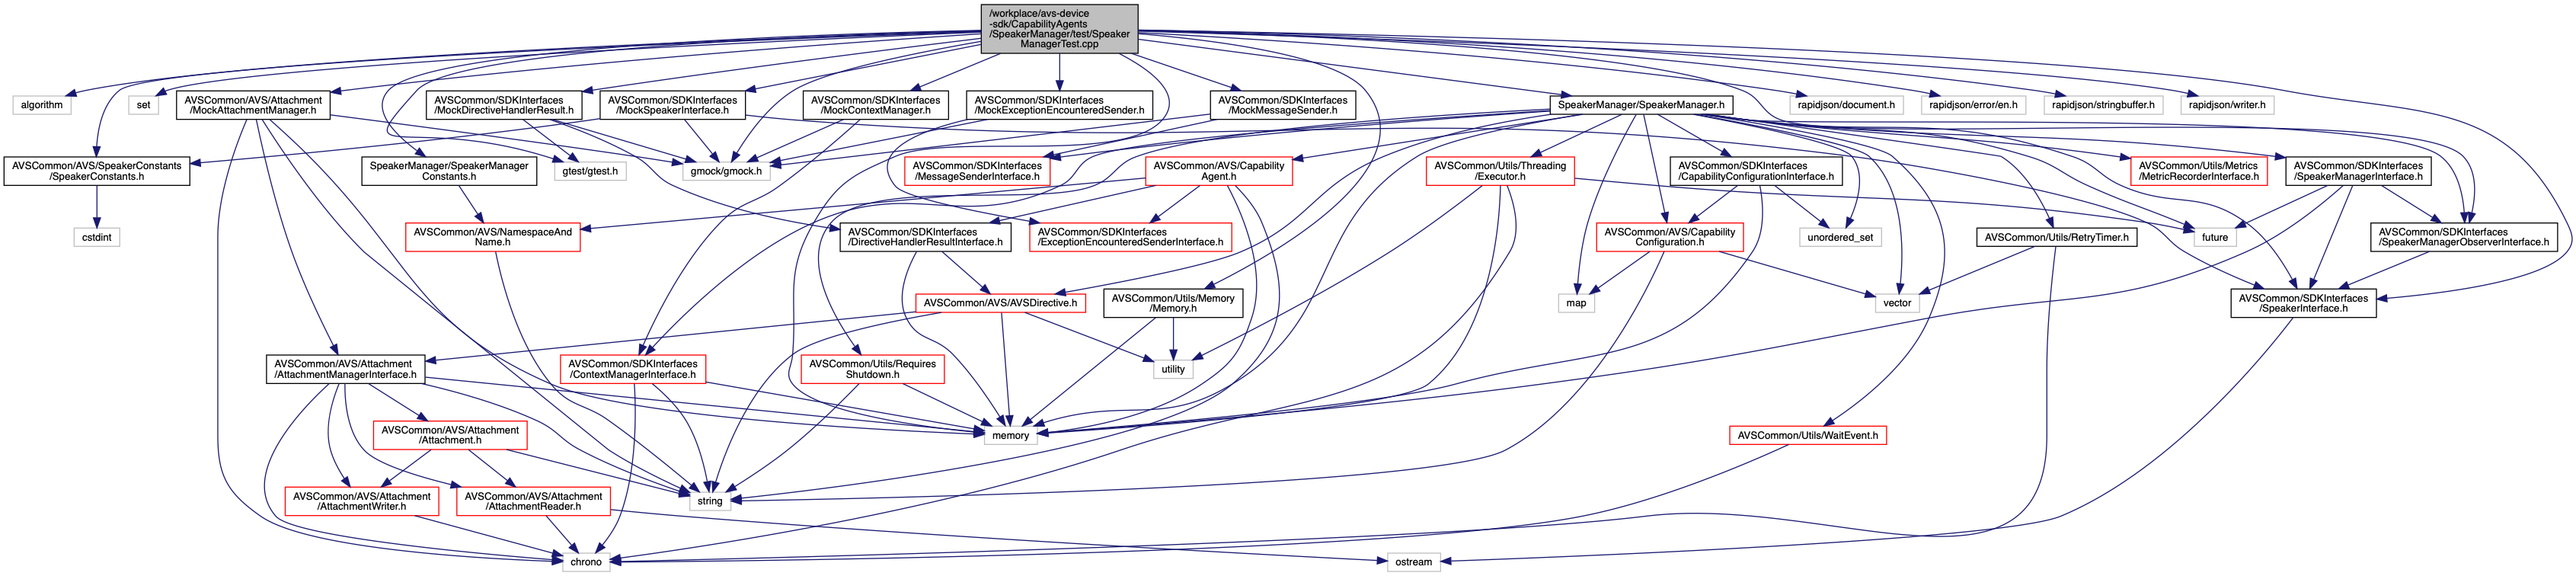 /workplace/avs-device
-sdk/CapabilityAgents
/SpeakerManager/test/Speaker
ManagerTest.cpp
algorithm
set
AVSCommon/AVS/Attachment
/MockAttachmentManager.h
AVSCommon/SDKInterfaces
/MockDirectiveHandlerResult.h
AVSCommon/SDKInterfaces
/MockSpeakerInterface.h
AVSCommon/SDKInterfaces
/MockContextManager.h
AVSCommon/SDKInterfaces
/MockExceptionEncounteredSender.h
AVSCommon/SDKInterfaces
/MockMessageSender.h
SpeakerManager/SpeakerManager.h
rapidjson/document.h
rapidjson/error/en.h
rapidjson/stringbuffer.h
rapidjson/writer.h
AVSCommon/AVS/SpeakerConstants
/SpeakerConstants.h
SpeakerManager/SpeakerManager
Constants.h
gtest/gtest.h
gmock/gmock.h
AVSCommon/SDKInterfaces
/MessageSenderInterface.h
AVSCommon/AVS/Capability
Agent.h
AVSCommon/Utils/Threading
/Executor.h
AVSCommon/SDKInterfaces
/CapabilityConfigurationInterface.h
AVSCommon/Utils/Metrics
/MetricRecorderInterface.h
AVSCommon/SDKInterfaces
/SpeakerManagerInterface.h
cstdint
AVSCommon/AVS/NamespaceAnd
Name.h
AVSCommon/SDKInterfaces
/DirectiveHandlerResultInterface.h
AVSCommon/SDKInterfaces
/ExceptionEncounteredSenderInterface.h
AVSCommon/AVS/Capability
Configuration.h
unordered_set
AVSCommon/Utils/RetryTimer.h
future
AVSCommon/SDKInterfaces
/SpeakerManagerObserverInterface.h
AVSCommon/AVS/AVSDirective.h
AVSCommon/Utils/Memory
/Memory.h
map
vector
AVSCommon/SDKInterfaces
/SpeakerInterface.h
AVSCommon/AVS/Attachment
/AttachmentManagerInterface.h
AVSCommon/SDKInterfaces
/ContextManagerInterface.h
AVSCommon/Utils/Requires
Shutdown.h
utility
AVSCommon/AVS/Attachment
/Attachment.h
memory
AVSCommon/Utils/WaitEvent.h
AVSCommon/AVS/Attachment
/AttachmentWriter.h
AVSCommon/AVS/Attachment
/AttachmentReader.h
string
chrono
ostream